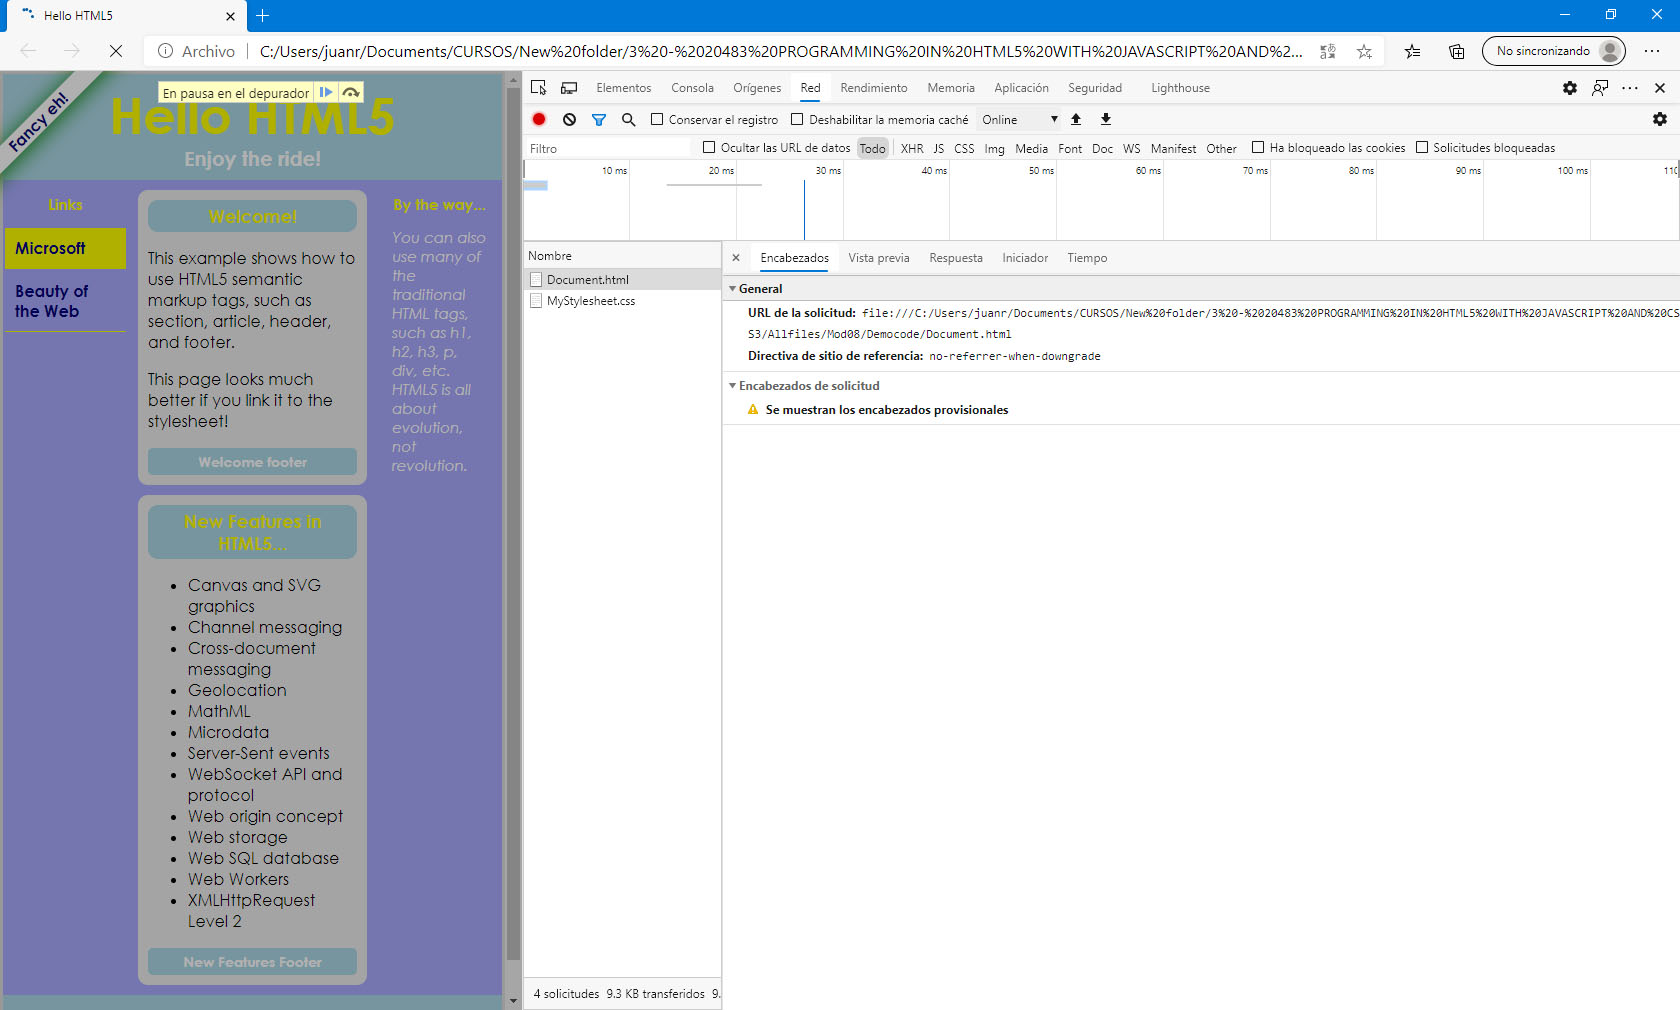 Hello HTML5
Archivo
C:/Users/juanr/Documents/CURSOS/New%20folder/3%20-%2020483%20PROGRAMMING%20IN%20HTML5%20WITH%20JAVASCRIPT%20AND%2...
No sincronizando
En pausa en el depurador
Fancy eh!
Hello HTML5
Enjoy the ride!
Links
Microsoft
Beauty of
the Web
Welcome!
This example shows how to
use HTML5 semantic
markup tags, such as
section, article, header,
and footer.
This page looks much
better if you link it to the
stylesheet!
Welcome footer
New Features in
HTML5...
• Canvas and SVG
graphics
• Channel messaging
• Cross-document
messaging
• Geolocation
• MathML
• Microdata
• Server-Sent events
• WebSocket API and
protocol
• Web origin concept
• Web storage
• Web SQL database
• Web Workers
• XMLHttpRequest
Level 2
New Features Footer
By the way...
You can also
use many of
the
traditional
HTML tags,
such as h1,
h2, h3, p,
div, etc.
HTML5 is all
about
evolution,
not
revolution.
Elementos Consola Orígenes Red Rendimiento Memoria Aplicación Seguridad Lighthouse
Conservar el registro Deshabilitar la memoria caché Online
Filtro Ocultar las URL de datos Todo XHR JS CSS Img Media Font Doc WS Manifest Other Ha bloqueado las cookies Solicitudes bloqueadas
10 ms 20 ms 30 ms 40 ms 50 ms 60 ms 70 ms 80 ms 90 ms 100 ms 110
Nombre
Document.html
MyStylesheet.css
4 solicitudes 9.3 KB transferidos 9.
Encabezados Vista previa Respuesta Iniciador Tiempo
General
URL de la solicitud: file:///C:/Users/juanr/Documents/CURSOS/New%20folder/3%20-%2020483%20PROGRAMMING%20IN%20HTML5%20WITH%20JAVASCRIPT%20AND%20CS
S3/Allfiles/Mod08/Democode/Document.html
Directiva de sitio de referencia: no-referrer-when-downgrade
Encabezados de solicitud
Se muestran los encabezados provisionales